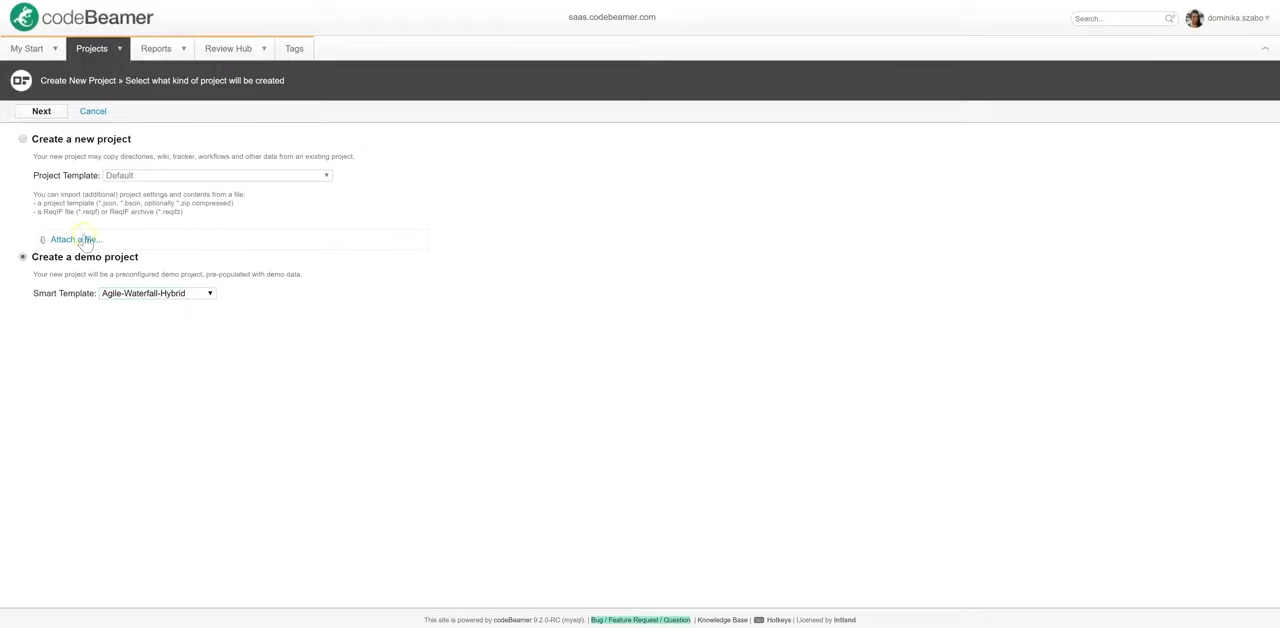 codeBeamer
saas.codebeamer.com
Search...
dominika.szabo
My Start
Projects
Reports
Review Hub
Tags
Create New Project » Select what kind of project will be created
Next
Cancel
Create a new project
Your new project may copy directories, wiki, tracker, workflows and other data from an existing project.
Project Template: Default
You can import (additional) project settings and contents from a file:
- a project template (*.json, *.bson, optionally *.zip compressed)
- a ReqIF file (*.reqif) or ReqIF archive (*.reqifz)
Attach a file...
Create a demo project
Your new project will be a preconfigured demo project, pre-populated with demo data.
Smart Template: Agile-Waterfall-Hybrid
This site is powered by codeBeamer 9.2.0-RC (mysql). | Bug / Feature Request / Question | Knowledge Base | Hotkeys | Licensed by Intland